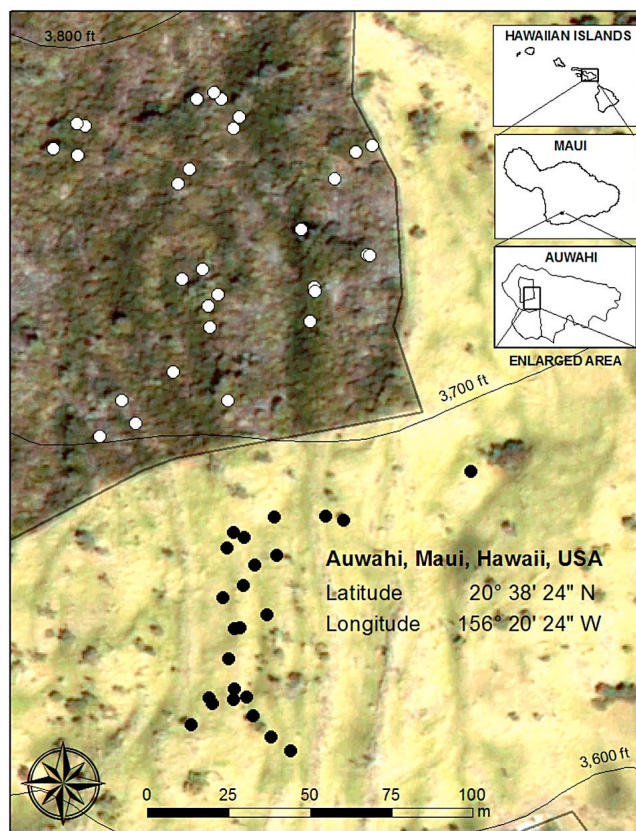 3,800 ft
HAWAIIAN ISLANDS
MAUI
AUWAHI
ENLARGED AREA
3,700 ft
Auwahi, Maui, Hawaii, USA
Latitude 20° 38' 24" N
Longitude 156° 20' 24" W
3,600 ft
0 25 50 75 100
m